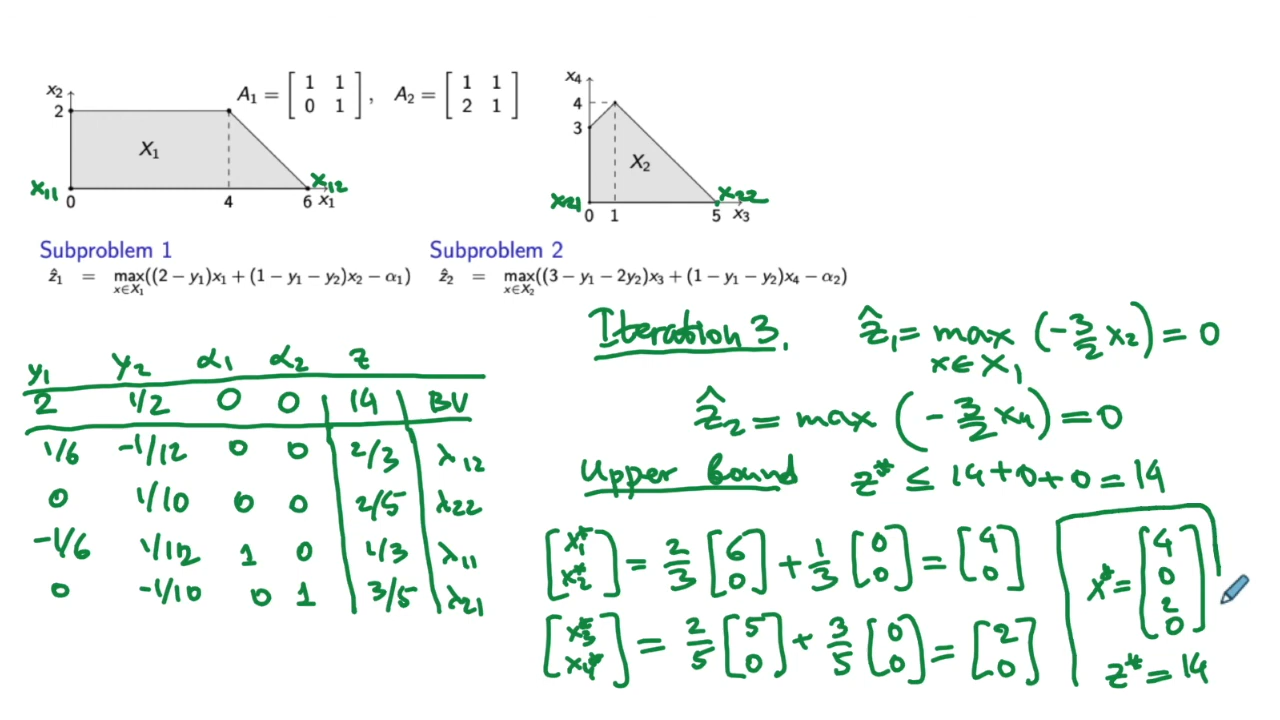 x₂
2
X₁
x₁₁
0
4
6
x₁₂
x₁
A₁ = [ 1 1 ; 0 1 ], A₂ = [ 1 1 ; 2 1 ]
x₄
4
3
X₂
x₂₁
0
1
5
x₂₂
x₃
Subproblem 1
ẑ₁ = max x∈X₁ ((2 − y₁)x₁ + (1 − y₁ − y₂)x₂ − α₁)
Subproblem 2
ẑ₂ = max x∈X₂ ((3 − y₁ − 2y₂)x₃ + (1 − y₁ − y₂)x₄ − α₂)
y₁ y₂ α₁ α₂ z
2 1/2 0 0 14 BV
1/6 -1/12 0 0 2/3 λ₁₂
0 1/10 0 0 2/5 λ₂₂
-1/6 1/12 1 0 1/3 λ₁₁
0 -1/10 0 1 3/5 λ₂₁
Iteration 3.
ẑ₁ = max x∈X₁ (-3/2 x₂) = 0
ẑ₂ = max (-3/2 x₄) = 0
Upper bound z* ≤ 14+0+0 = 14
[ x₁* ; x₂* ] = 2/3 [ 6 ; 0 ] + 1/3 [ 0 ; 0 ] = [ 4 ; 0 ]
[ x₃* ; x₄* ] = 2/5 [ 5 ; 0 ] + 3/5 [ 0 ; 0 ] = [ 2 ; 0 ]
x* = [ 4 ; 0 ; 2 ; 0 ]
z* = 14